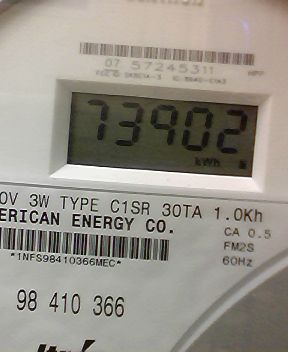 07 57245311
73902
kWh
0V 3W TYPE C1SR 30TA 1.0Kh
ERICAN ENERGY CO.
CA 0.5
FM2S
60Hz
*1NFS98410366MEC*
98 410 366